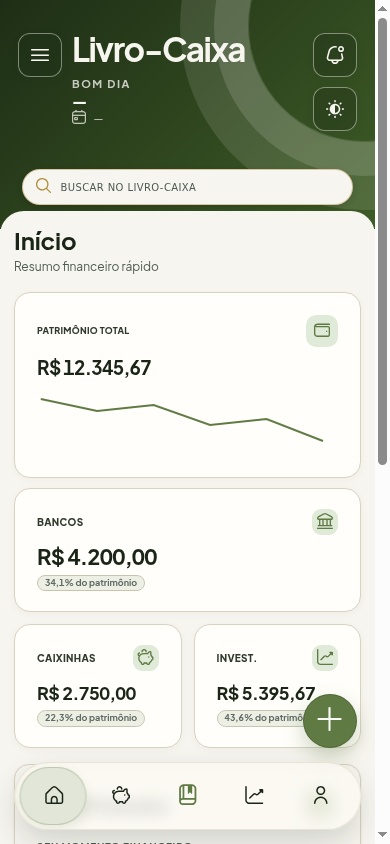 Livro-Caixa
BOM DIA
—
—
BUSCAR NO LIVRO-CAIXA
Início
Resumo financeiro rápido
PATRIMÔNIO TOTAL
R$ 12.345,67
BANCOS
R$ 4.200,00
34,1% do patrimônio
CAIXINHAS
R$ 2.750,00
22,3% do patrimônio
INVEST.
R$ 5.395,67
43,6% do patrimô